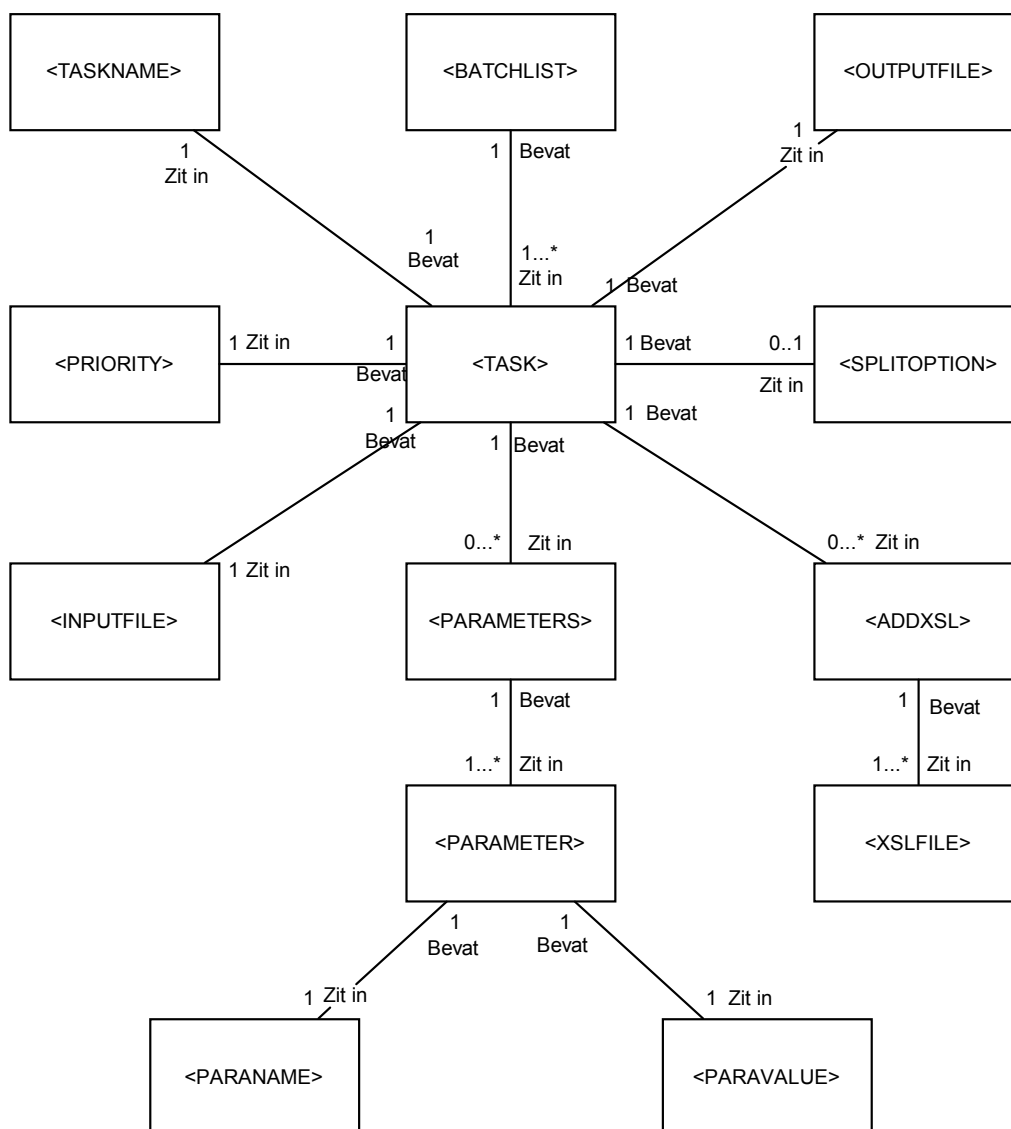 <TASKNAME>
<BATCHLIST>
<OUTPUTFILE>
1
Zit in
1 Bevat
1
Zit in
1
Bevat
1...*
Zit in
1 Bevat
<PRIORITY>
1 Zit in
1
Bevat
<TASK>
1 Bevat
0..1
Zit in
<SPLITOPTION>
1
Bevat
1 Bevat
1 Bevat
1 Zit in
0...* Zit in
0...* Zit in
<INPUTFILE>
<PARAMETERS>
<ADDXSL>
1 Bevat
1 Bevat
1...* Zit in
1...* Zit in
<PARAMETER>
<XSLFILE>
1
Bevat
1
Bevat
1 Zit in
1 Zit in
<PARANAME>
<PARAVALUE>